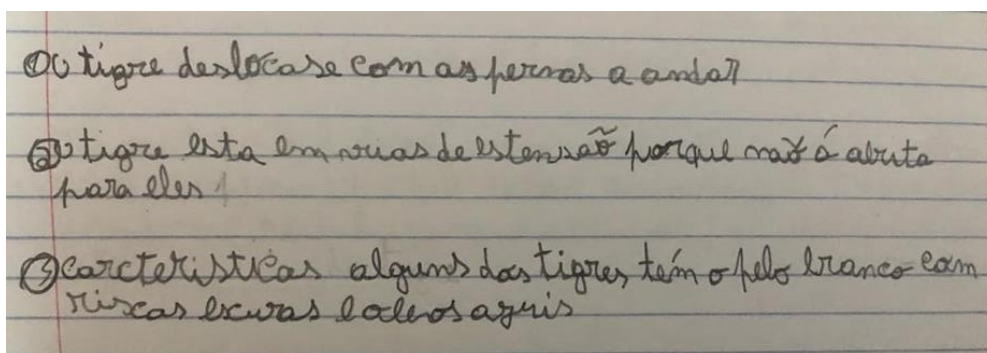 ① O tigre deslocase com as pernas a andar
② O tigre esta em vias de estensão porque não á abita
para eles
③ carcteristicas alguns dos tigres têm o pelo branco com
riscas escuras e olhos azuis